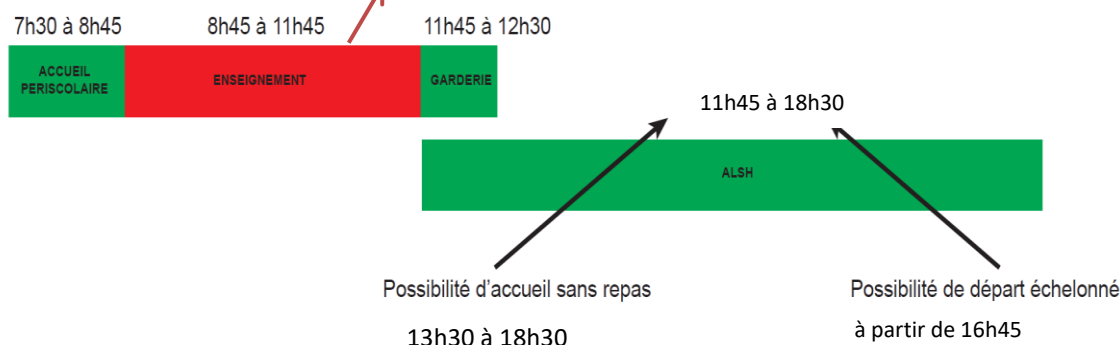 7h30 à 8h45 8h45 à 11h45 11h45 à 12h30
ACCUEIL
PERISCOLAIRE
ENSEIGNEMENT
GARDERIE
11h45 à 18h30
ALSH
Possibilité d'accueil sans repas
13h30 à 18h30
Possibilité de départ échelonné
à partir de 16h45